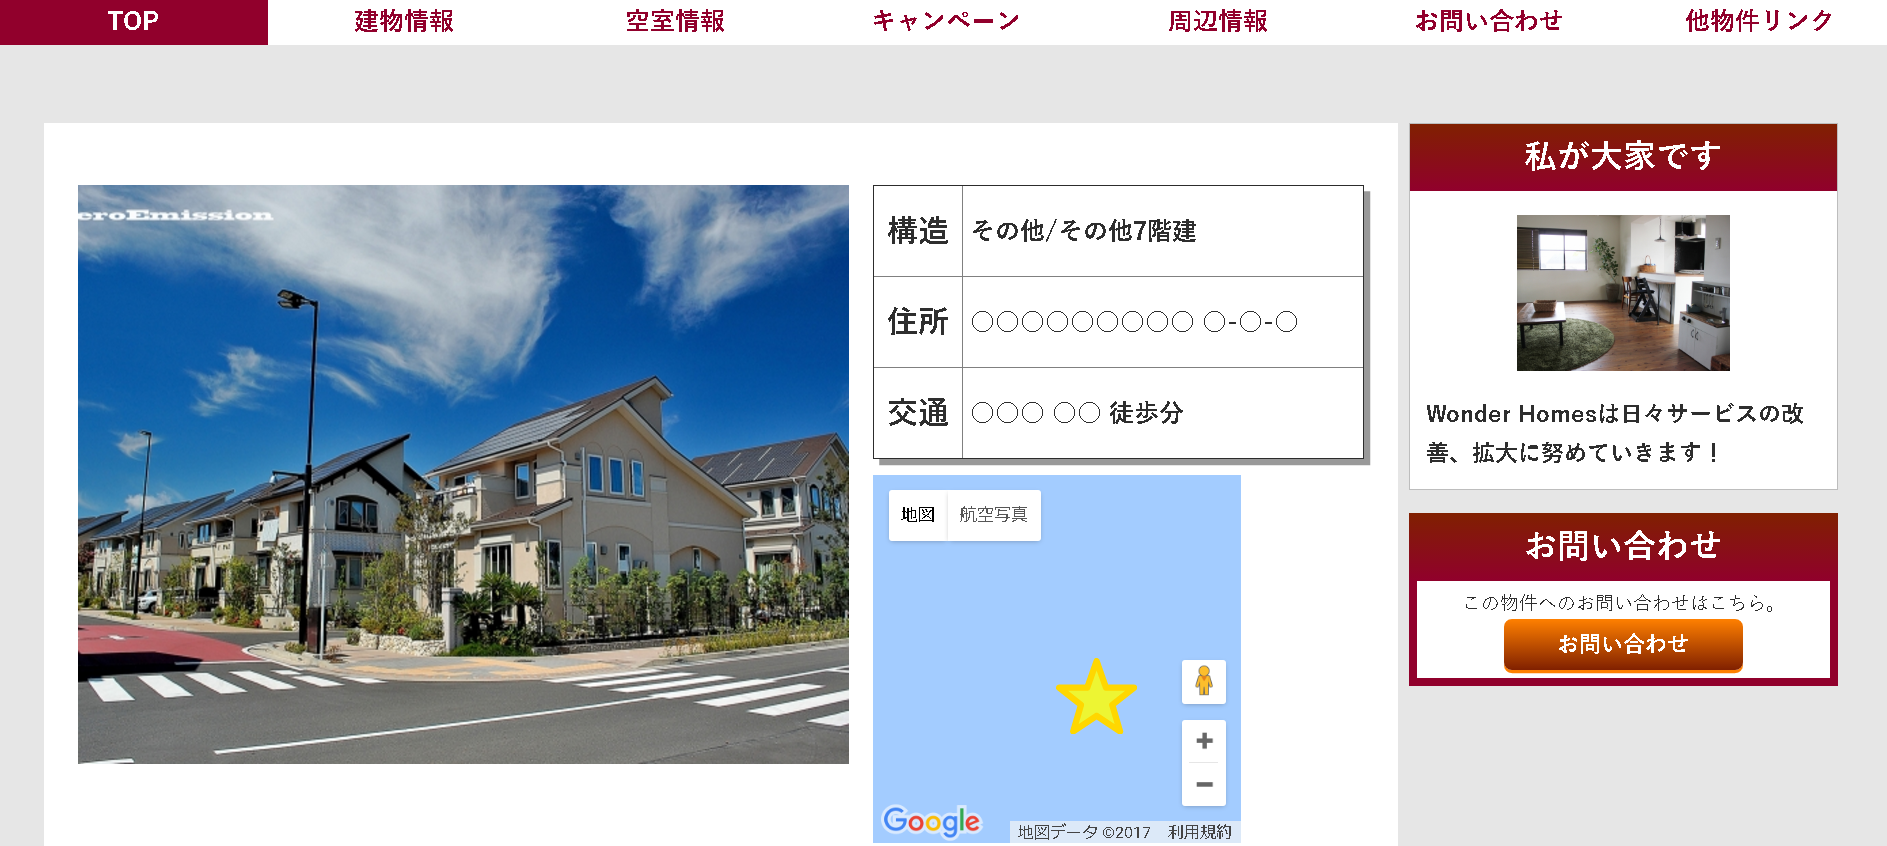 TOP
建物情報
空室情報
キャンペーン
周辺情報
お問い合わせ
他物件リンク
eroEmission
構造
その他/その他7階建
住所
○○○○○○○○○ ○-○-○
交通
○○○ ○○ 徒歩分
地図
航空写真
Google
地図データ ©2017
利用規約
私が大家です
Wonder Homesは日々サービスの改
善、拡大に努めていきます！
お問い合わせ
この物件へのお問い合わせはこちら。
お問い合わせ